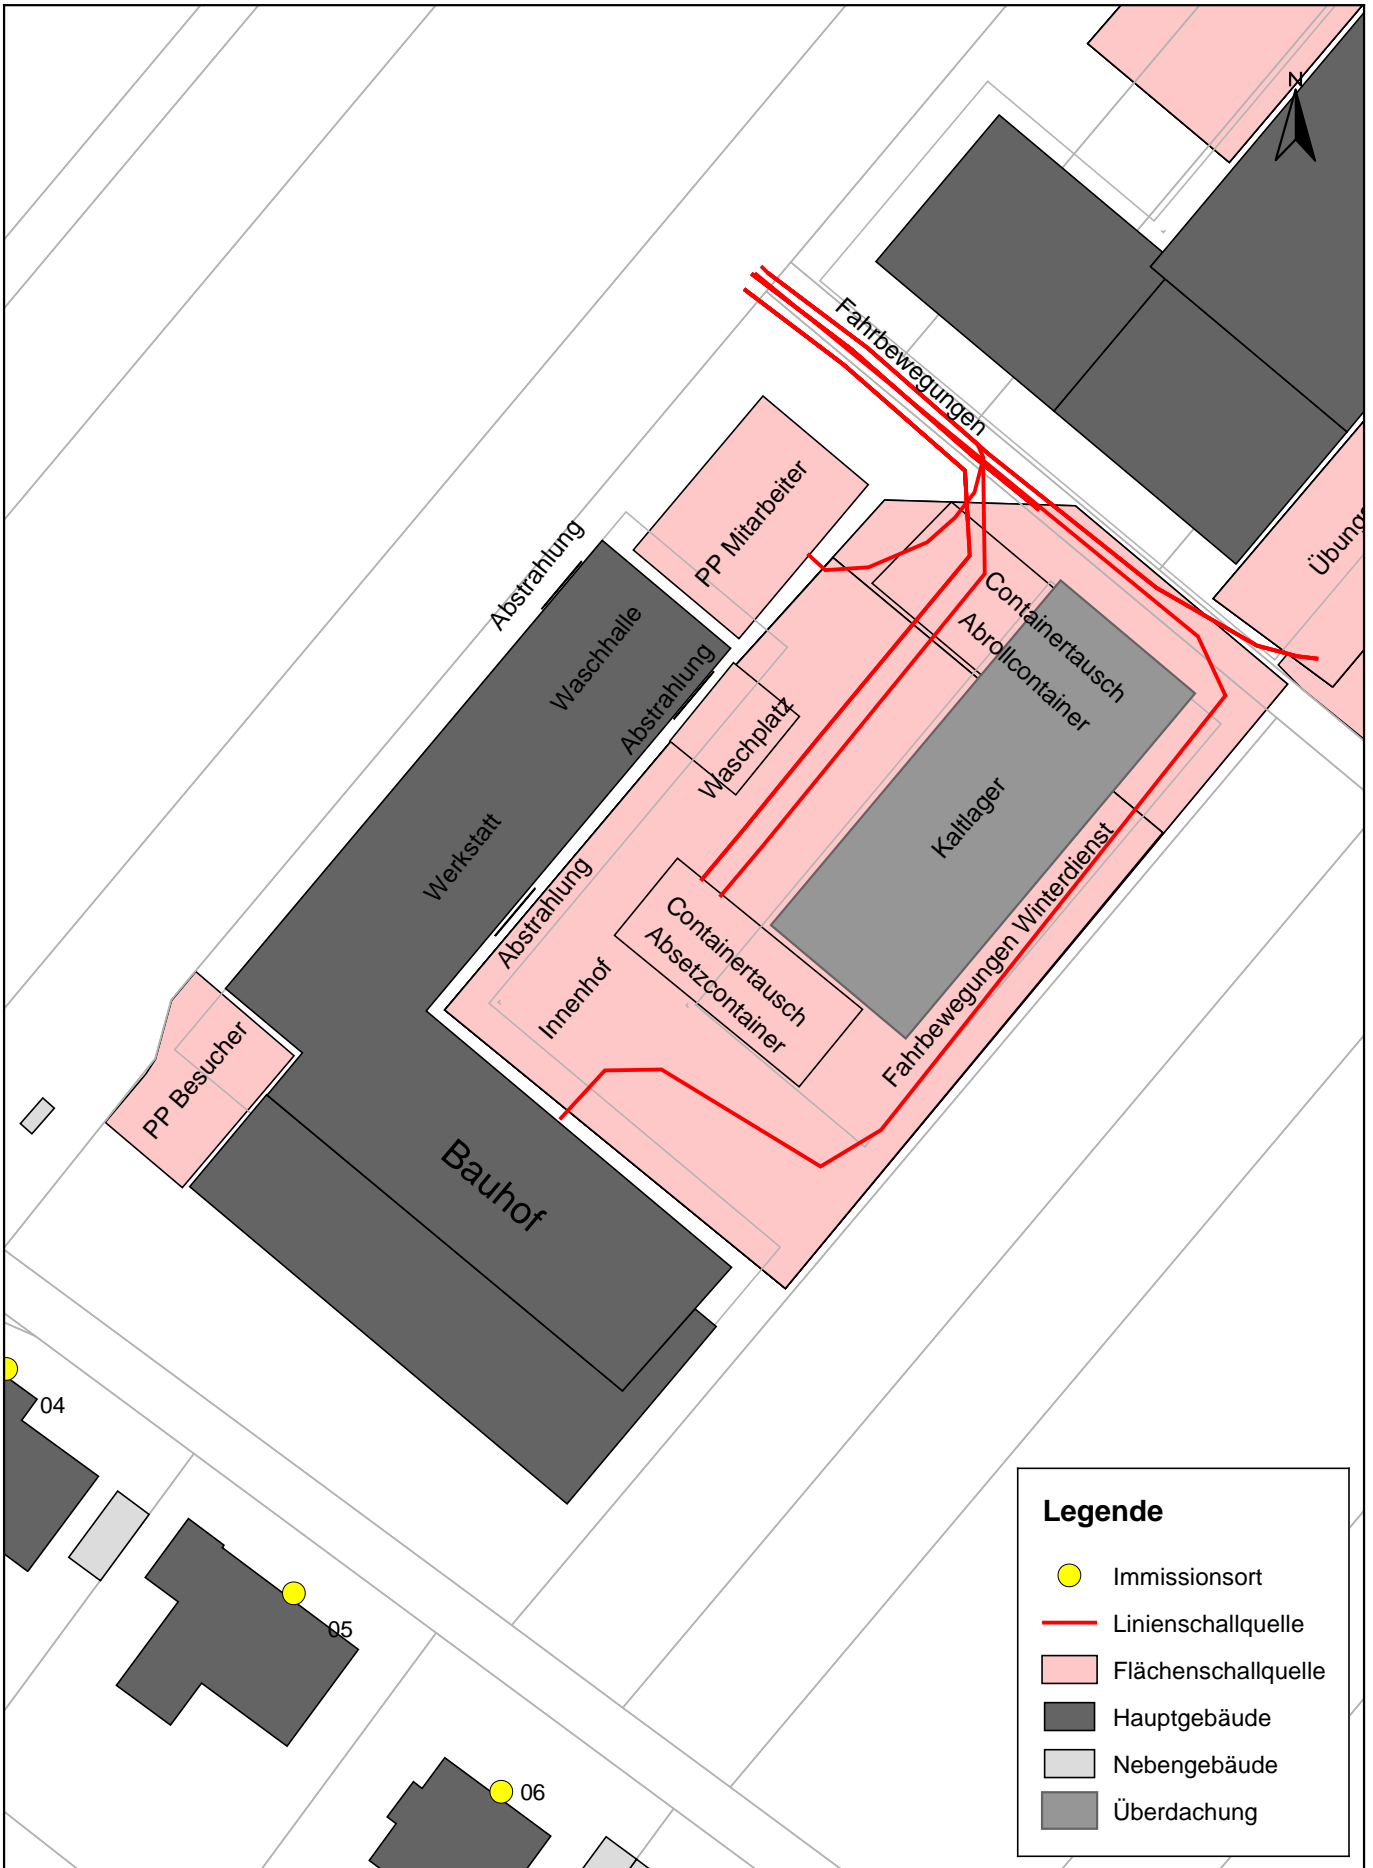 N
Fahrbewegungen
PP Mitarbeiter
Übungs
Abstrahlung
Waschhalle
Abstrahlung
Containertausch
Abrollcontainer
Waschplatz
Kaltlager
Werkstatt
Abstrahlung
Containertausch
Absetzcontainer
Innenhof
Fahrbewegungen Winterdienst
PP Besucher
Bauhof
04
05
06
Legende
Immissionsort
Linienschallquelle
Flächenschallquelle
Hauptgebäude
Nebengebäude
Überdachung